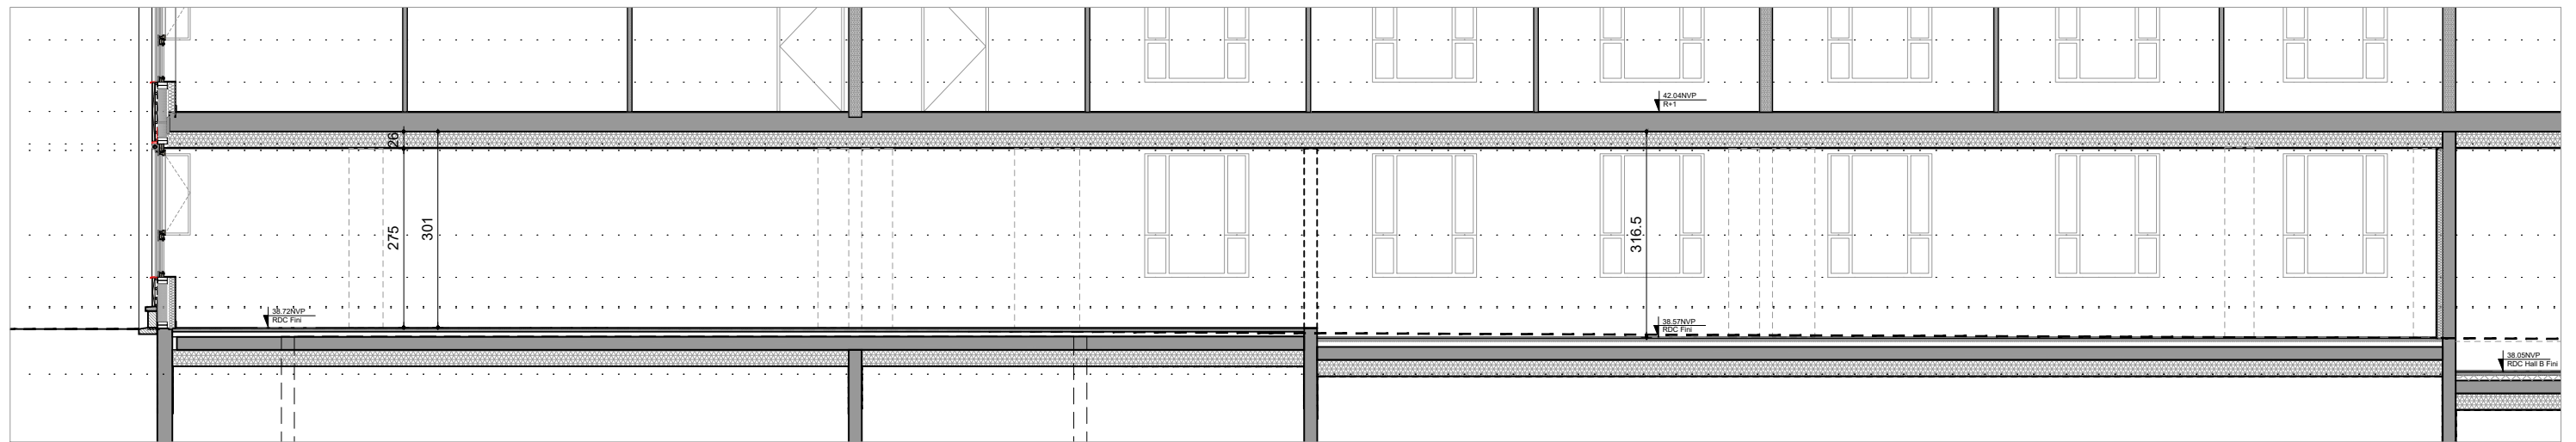 42.04NVP
R+1
26
275
301
316.5
38.72NVP
RDC Fini
38.57NVP
RDC Fini
38.05NVP
RDC Hall B Fini